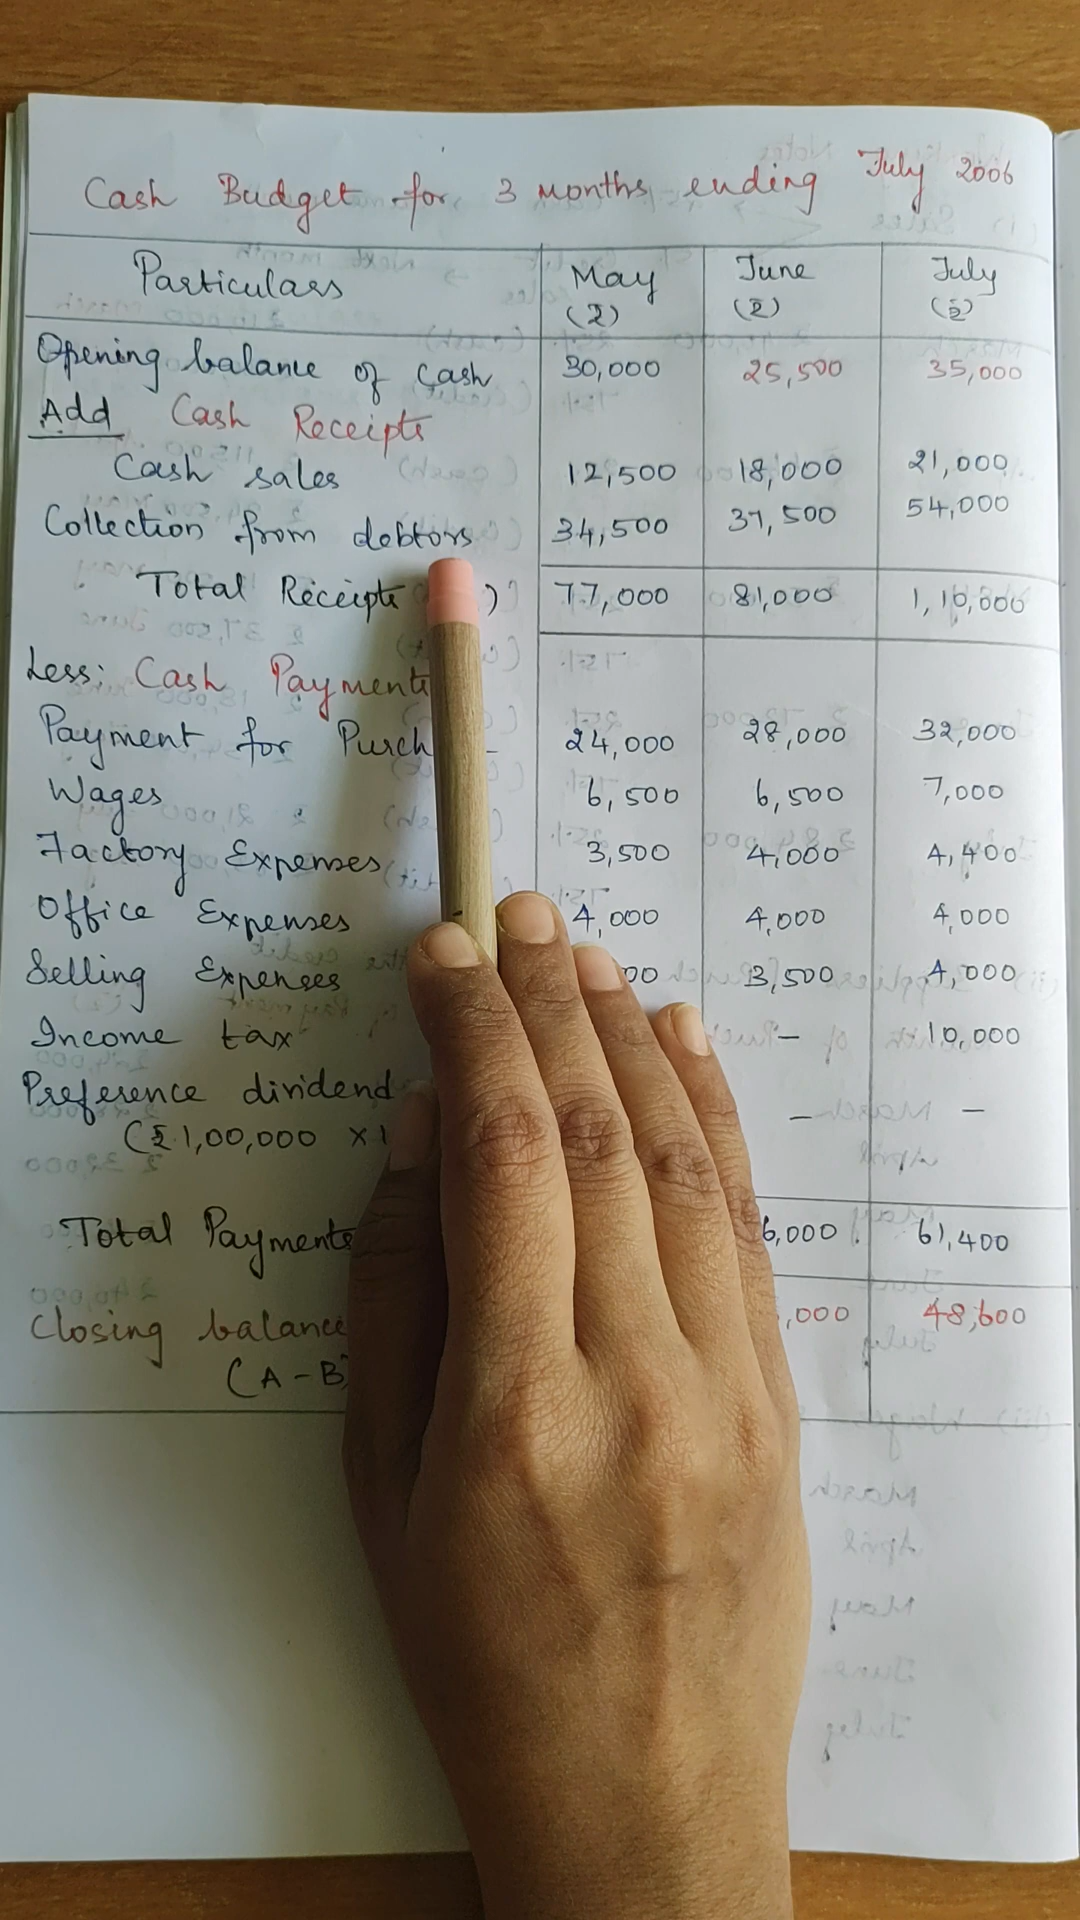 Cash Budget for 3 months ending July 2006
Particulars May June July
(₹) (₹) (₹)
Opening balance of cash 30,000 25,500 35,000
Add Cash Receipts
Cash sales 12,500 18,000 21,000
Collection from debtors 34,500 37,500 54,000
Total Receipts ) 77,000 81,000 1,10,000
Less: Cash Payments
Payment for Purch 24,000 28,000 32,000
Wages 6,500 6,500 7,000
Factory Expenses 3,500 4,000 4,400
Office Expenses 4,000 4,000 4,000
Selling Expenses 00 3,500 4,000
Income tax - 10,000
Preference dividend - -
(₹ 1,00,000 × 1
Total Payments 6,000 61,400
Closing balance ,000 48,600
(A-B)